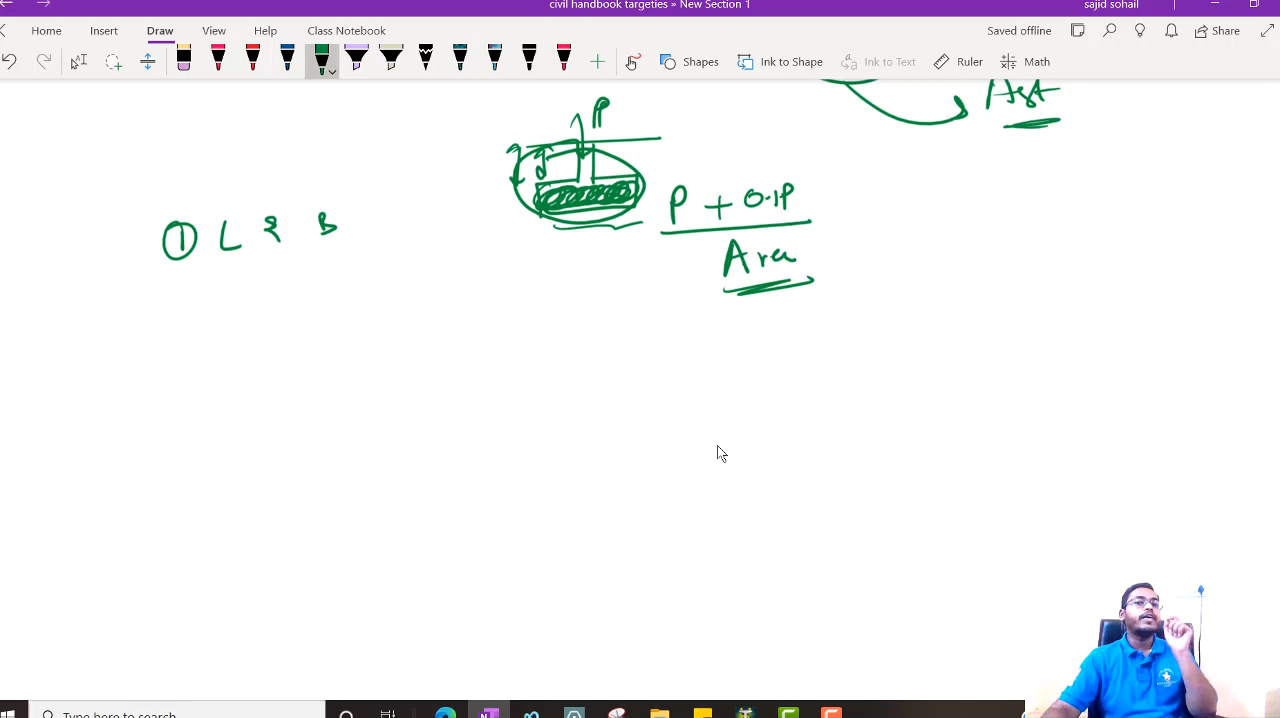 civil handbook targeties » New Section 1
sajid sohail
Home Insert Draw View Help Class Notebook
Saved offline
Share
Shapes
Ink to Shape
Ink to Text
Ruler
Math
Ast
P
P + 0.1P
Area
① L & B
Type here to search